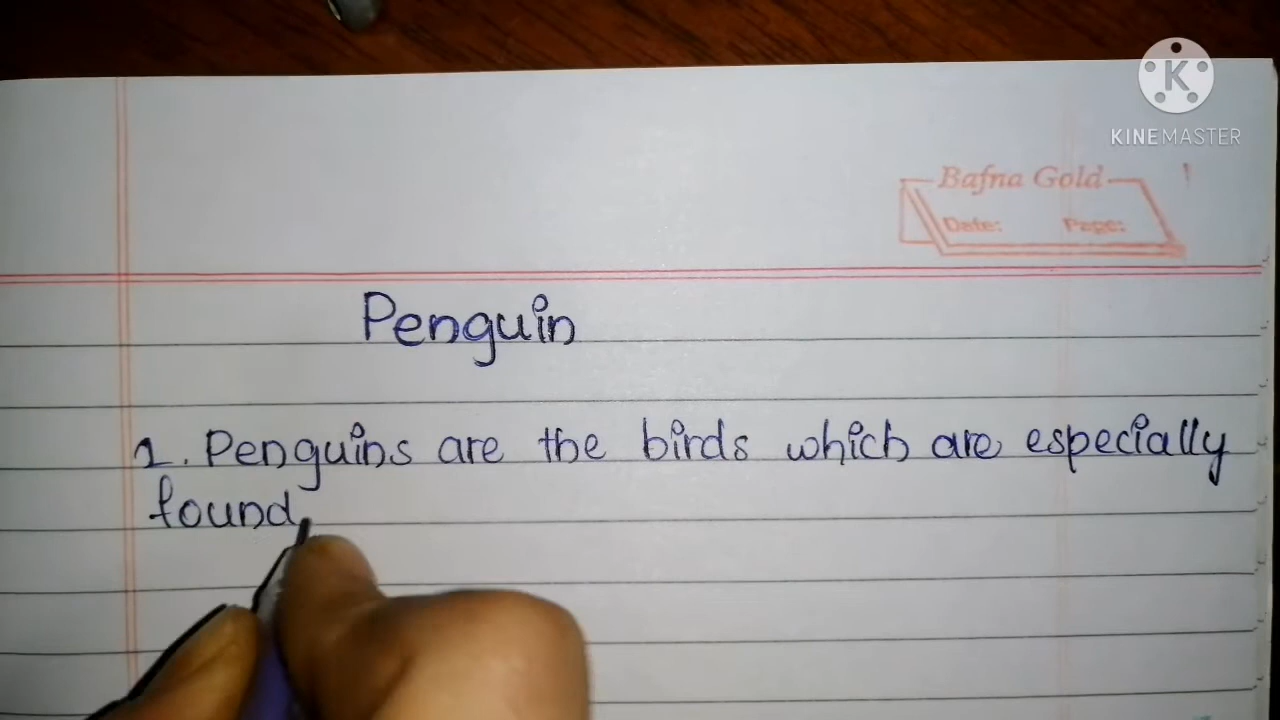 KINEMASTER
Bafna Gold
Date: Page:
Penguin
1. Penguins are the birds which are especially
found